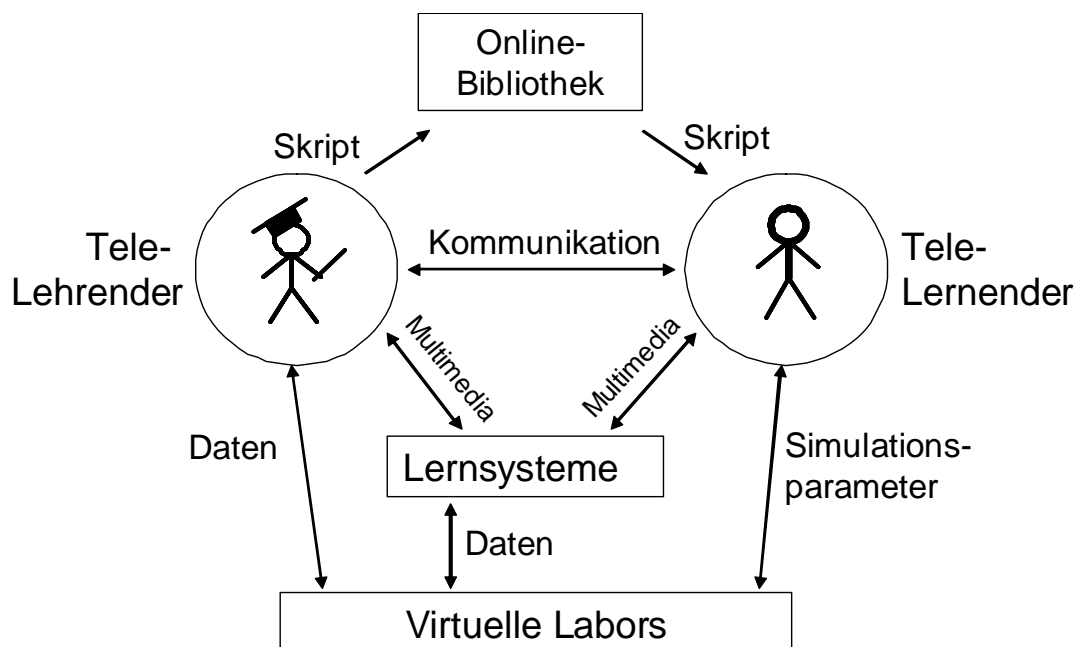 Online-
Bibliothek
Skript
Skript
Tele-
Lehrender
Kommunikation
Tele-
Lernender
Multimedia
Multimedia
Daten
Lernsysteme
Simulations-
parameter
Daten
Virtuelle Labors